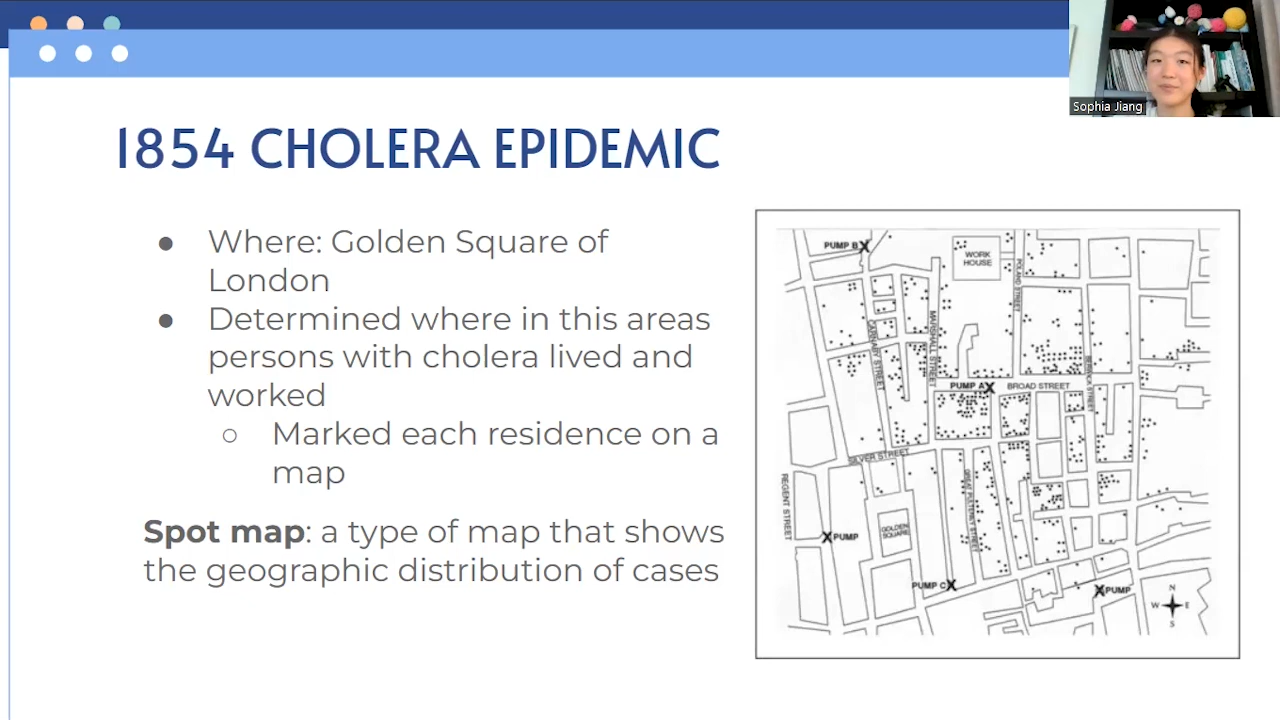 Sophia Jiang
1854 CHOLERA EPIDEMIC
● Where: Golden Square of
London
● Determined where in this areas
persons with cholera lived and
worked
○ Marked each residence on a
map
Spot map: a type of map that shows
the geographic distribution of cases
PUMP B X
WORK
HOUSE
POLAND STREET
CARNABY STREET
MARSHALL STREET
BERWICK STREET
PUMP A X
BROAD STREET
SILVER STREET
REGENT STREET
GREAT PULTENEY STREET
GOLDEN
SQUARE
X PUMP
PUMP C X
X PUMP
N
W E
S